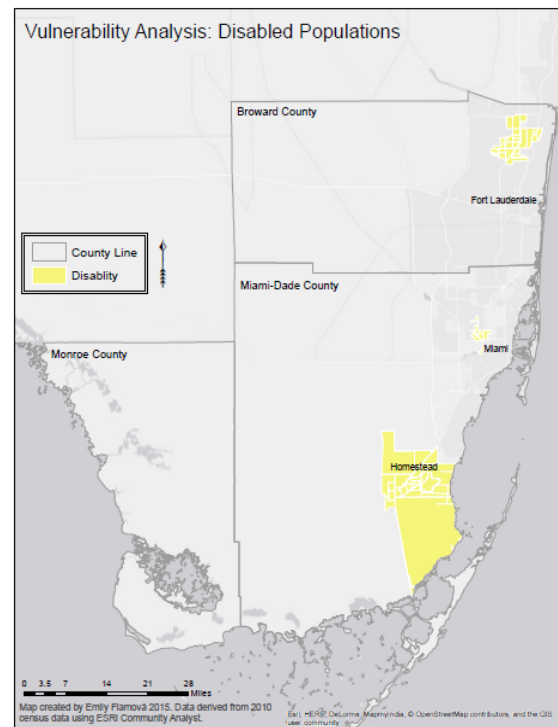 Vulnerability Analysis: Disabled Populations
Broward County
Fort Lauderdale
County Line
Disablity
Miami-Dade County
Miami
Monroe County
Homestead
0 3.5 7 14 21 28
Miles
Map created by Emily Flamová 2015. Data derived from 2010
census data using ESRI Community Analyst.
Esri, HERE, DeLorme, MapmyIndia, © OpenStreetMap contributors, and the GIS
user community